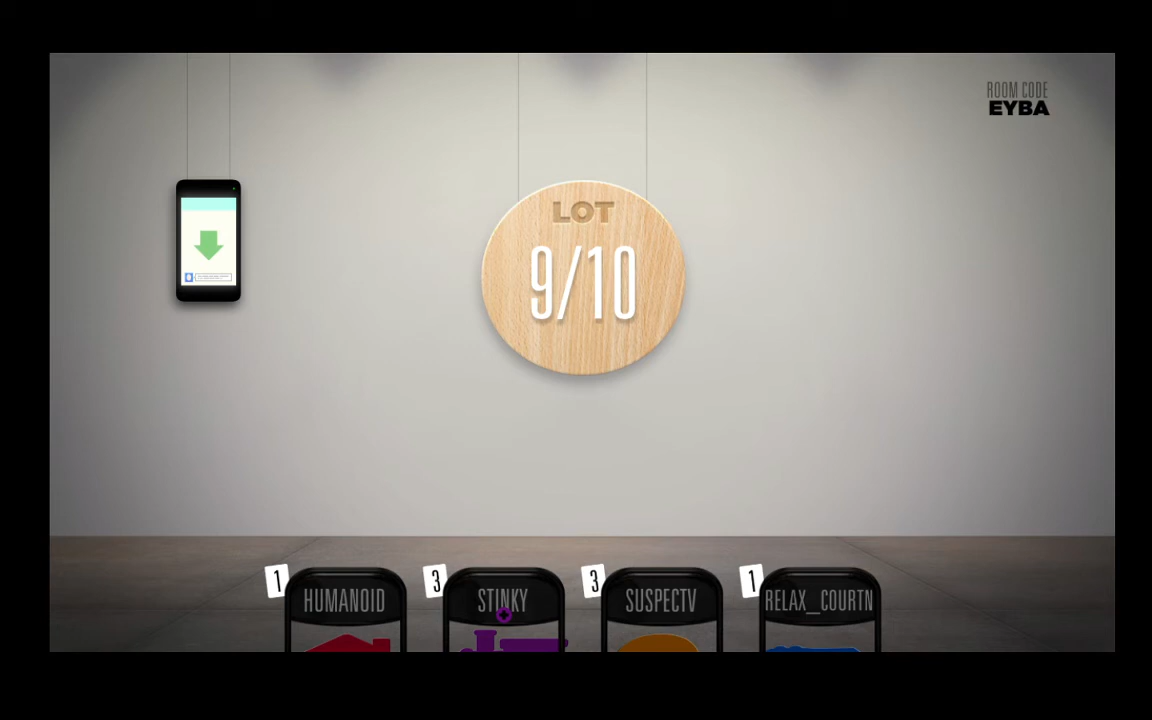 ROOM CODE
EYBA
LOT
9/10
1
HUMANOID
3
STINKY
3
SUSPECTV
1
RELAX_COURTN